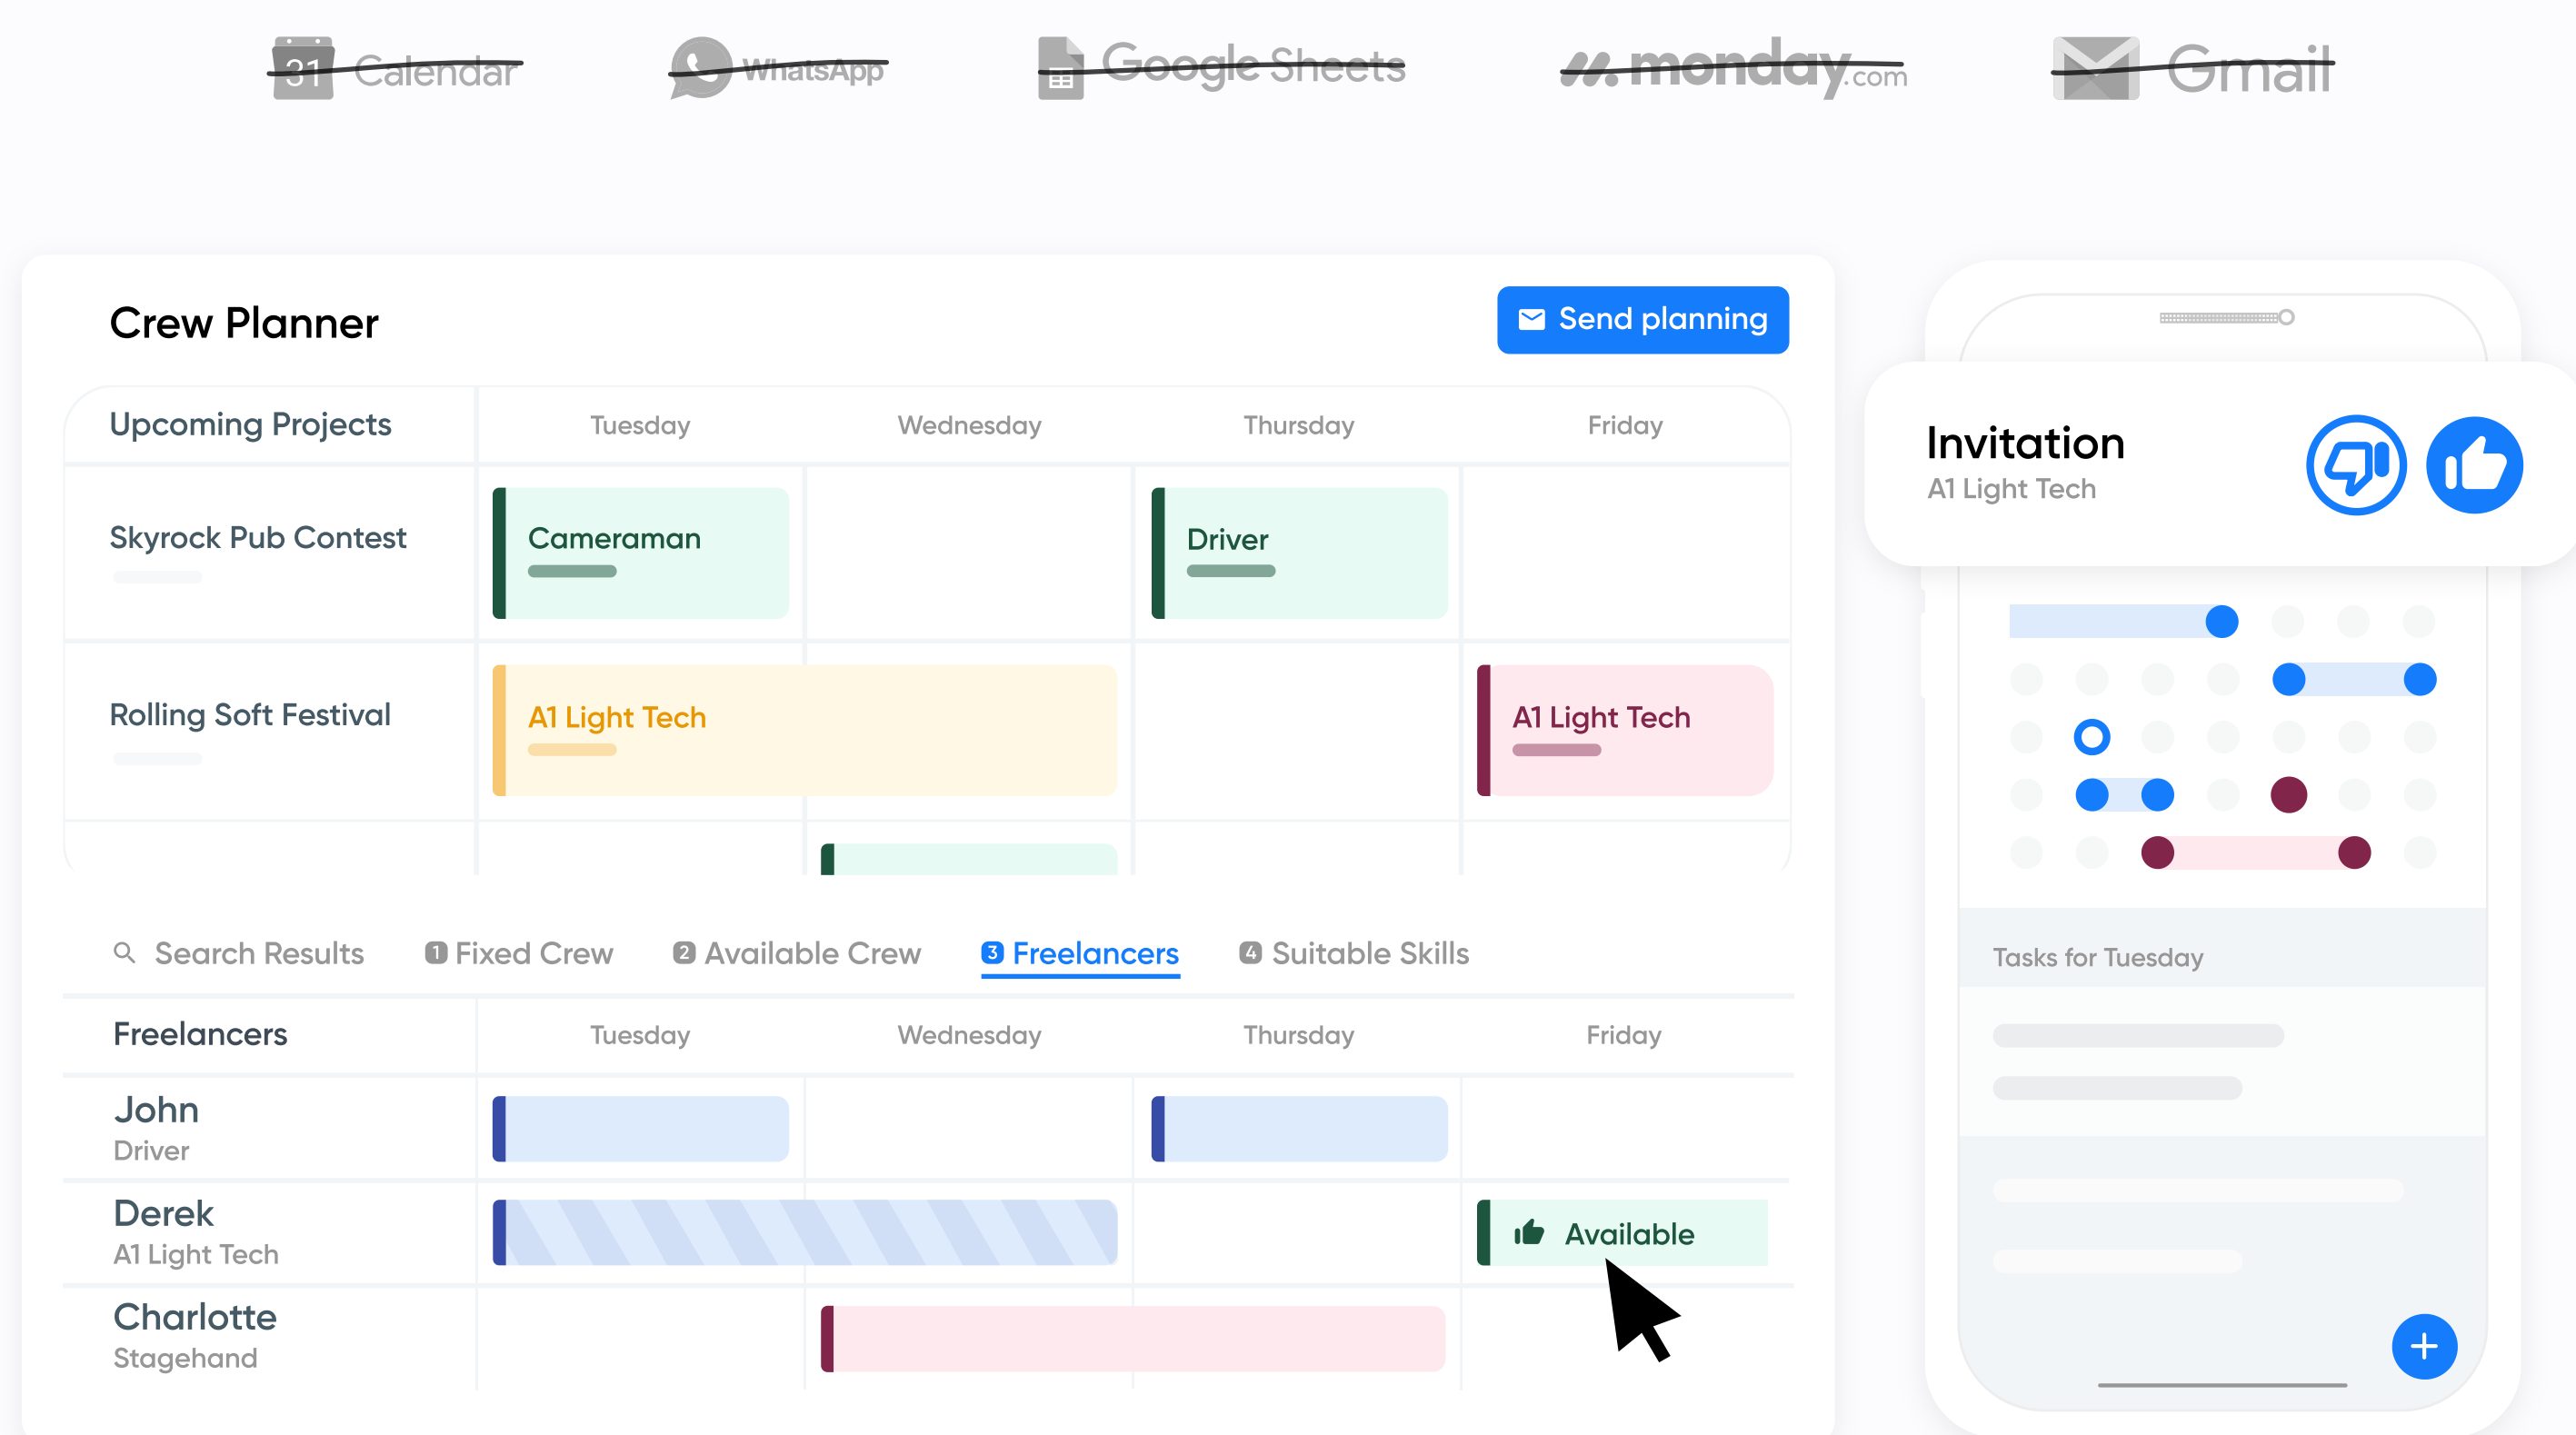 31 Calendar
WhatsApp
Google Sheets
monday.com
Gmail
Crew Planner
Send planning
Upcoming Projects
Tuesday
Wednesday
Thursday
Friday
Skyrock Pub Contest
Cameraman
Driver
Rolling Soft Festival
A1 Light Tech
A1 Light Tech
Search Results
1 Fixed Crew
2 Available Crew
3 Freelancers
4 Suitable Skills
Freelancers
Tuesday
Wednesday
Thursday
Friday
John
Driver
Derek
A1 Light Tech
Available
Charlotte
Stagehand
Invitation
A1 Light Tech
Tasks for Tuesday